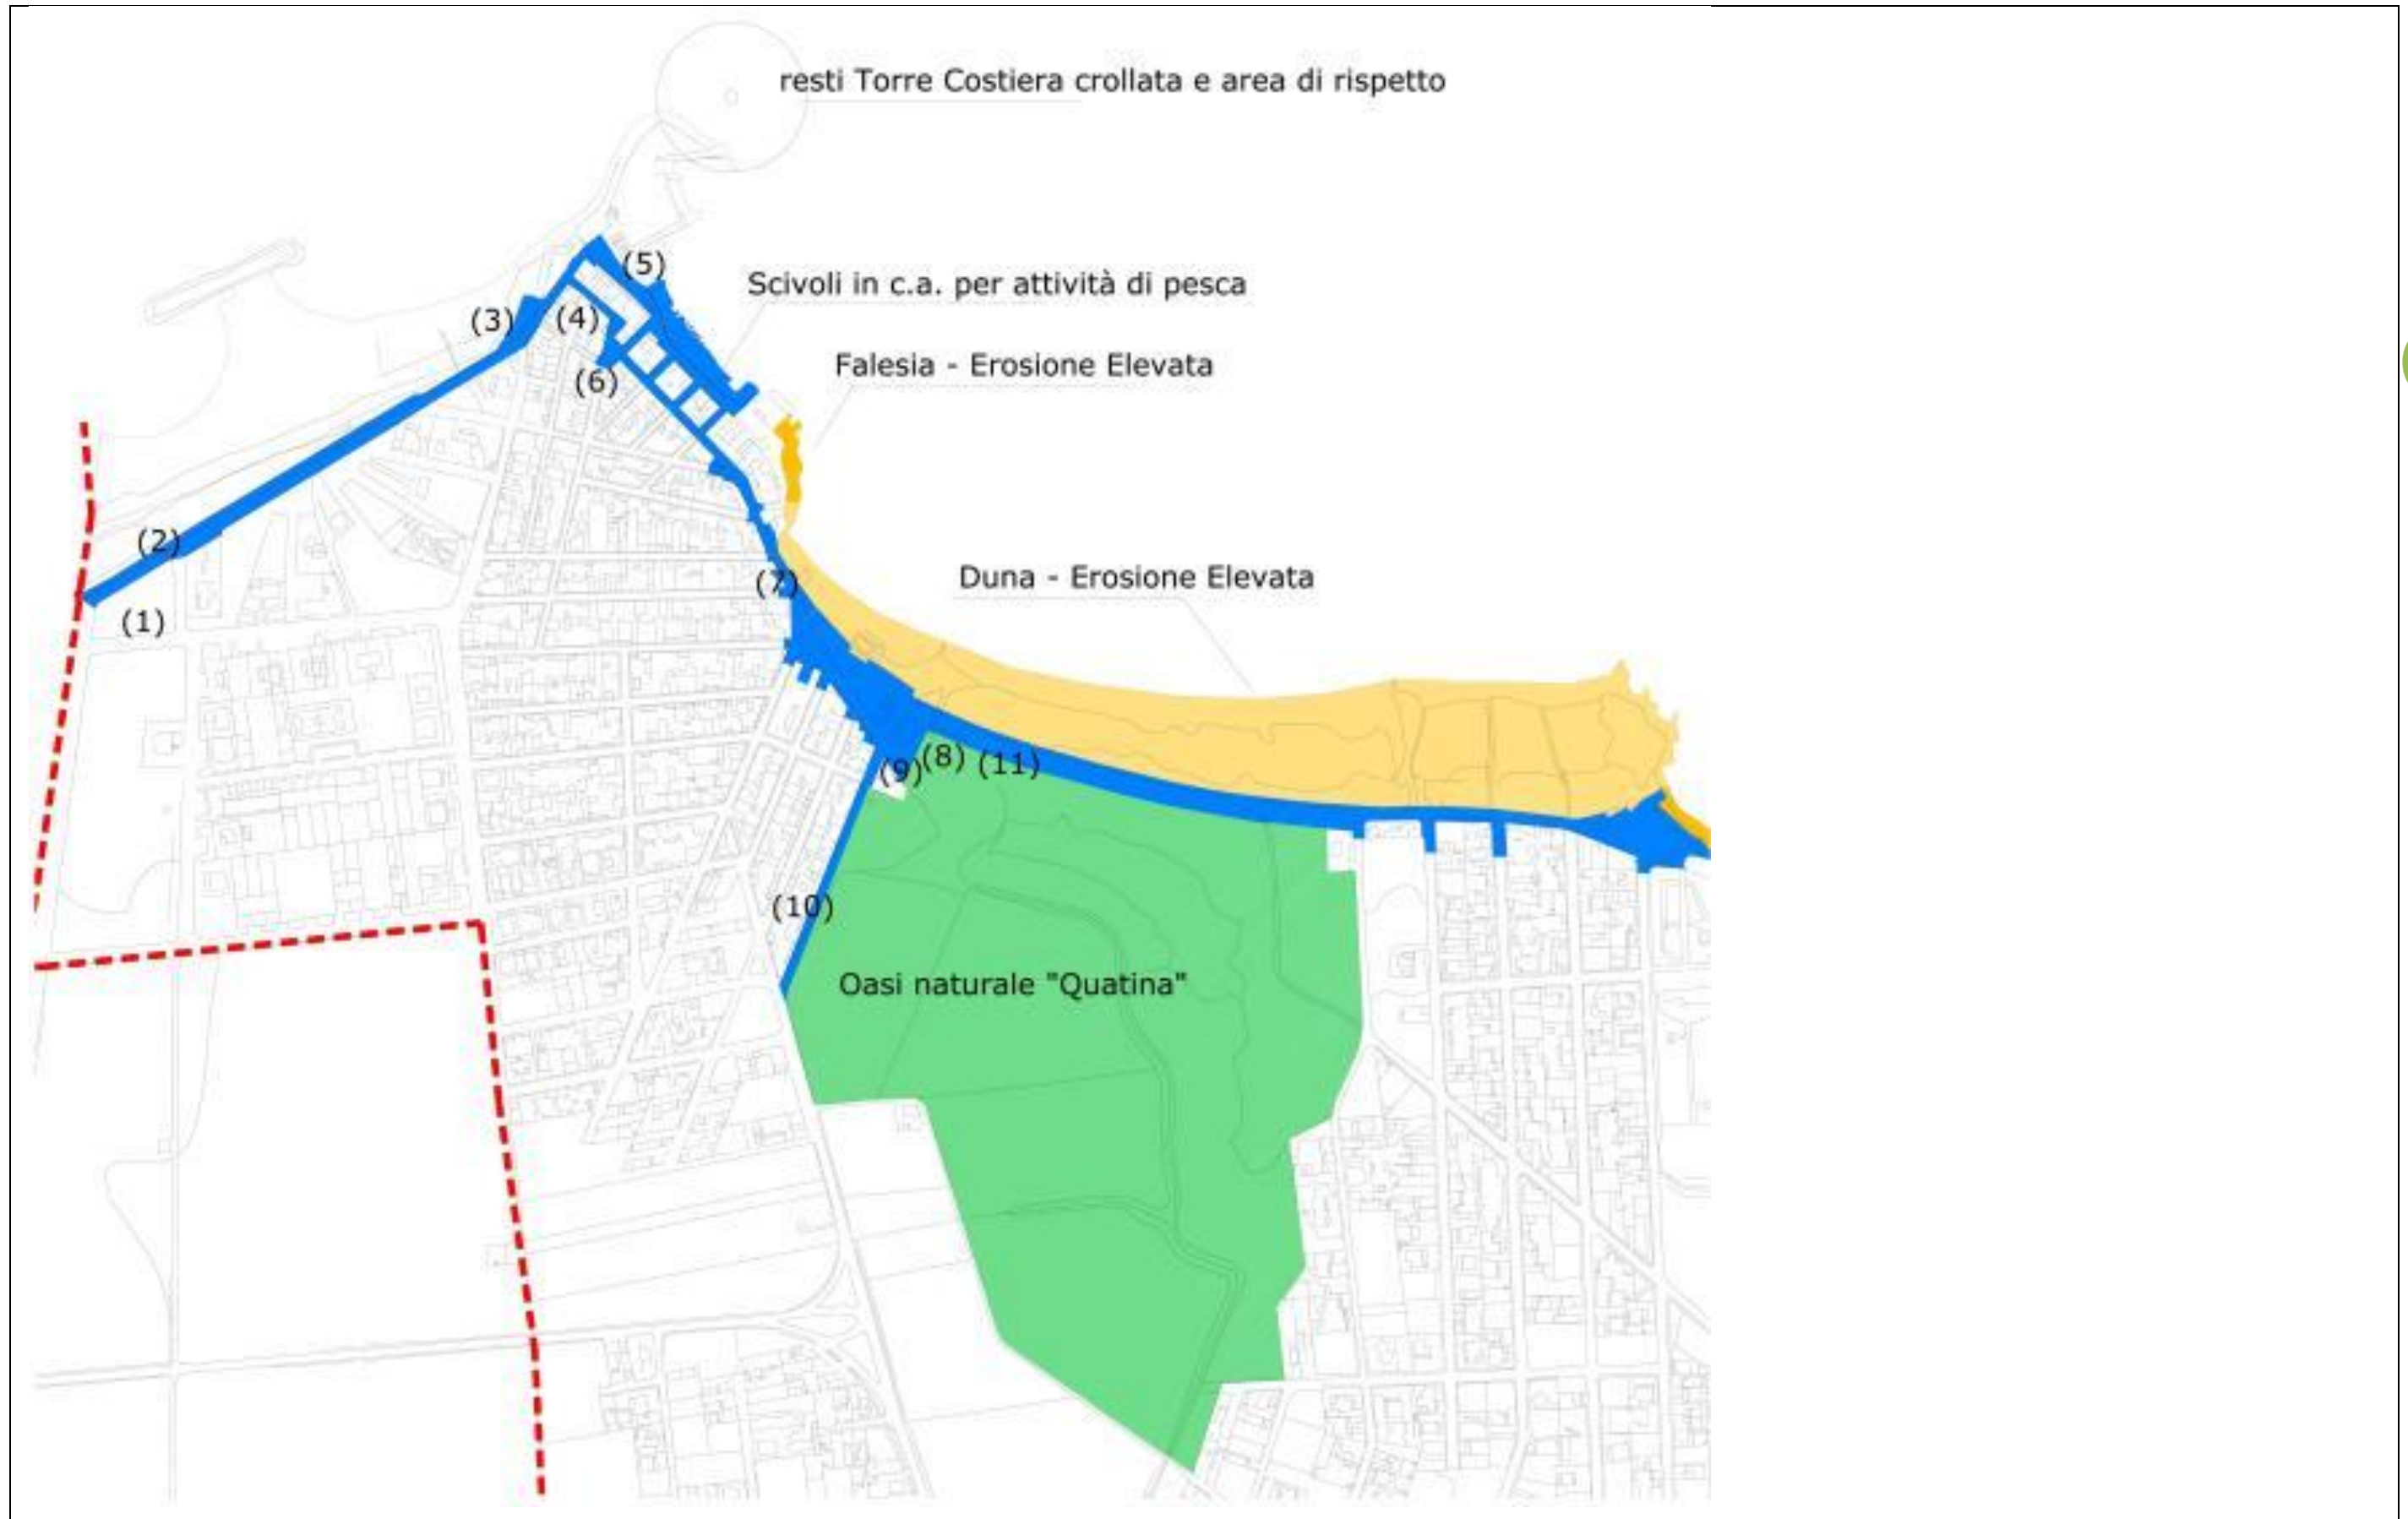 resti Torre Costiera crollata e area di rispetto
(5)
Scivoli in c.a. per attività di pesca
(3)
(4)
Falesia - Erosione Elevata
(6)
(2)
Duna - Erosione Elevata
(7)
(1)
(8)
(11)
(9)
(10)
Oasi naturale "Quatina"